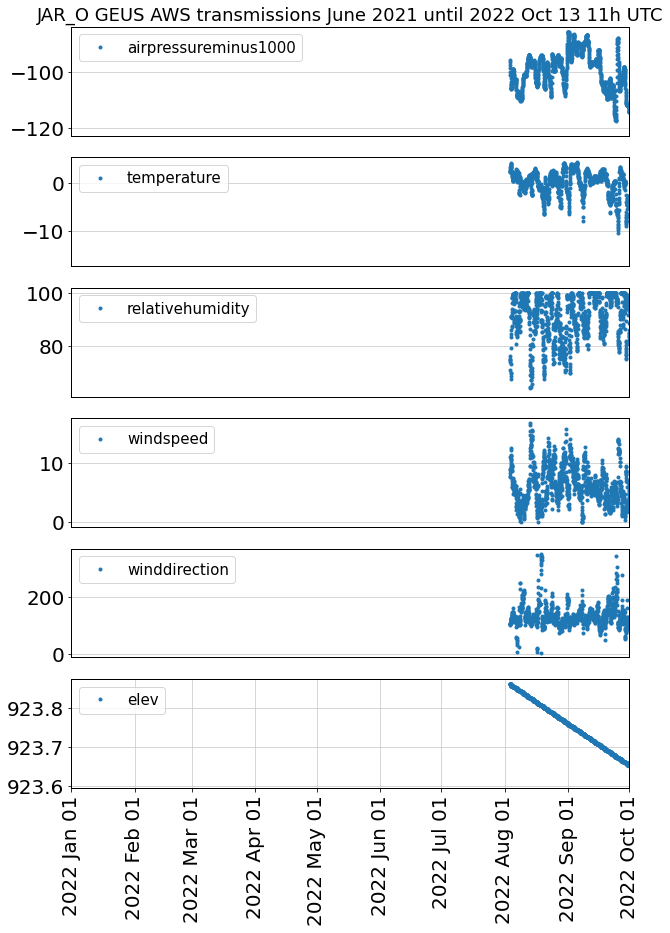 JAR_O GEUS AWS transmissions June 2021 until 2022 Oct 13 11h UTC
airpressureminus1000
−100
−120
temperature
0
−10
relativehumidity
100
80
windspeed
10
0
winddirection
200
0
elev
923.8
923.7
923.6
2022 Jan 01
2022 Feb 01
2022 Mar 01
2022 Apr 01
2022 May 01
2022 Jun 01
2022 Jul 01
2022 Aug 01
2022 Sep 01
2022 Oct 01